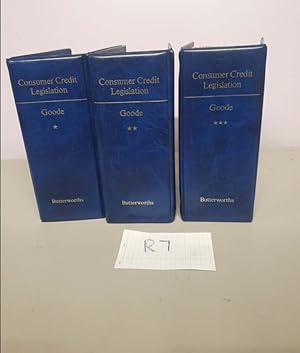 Consumer Credit
Legislation
Goode
*
Butterworths
Consumer Credit
Legislation
Goode
**
Butterworths
Consumer Credit
Legislation
Goode
***
Butterworths
R7